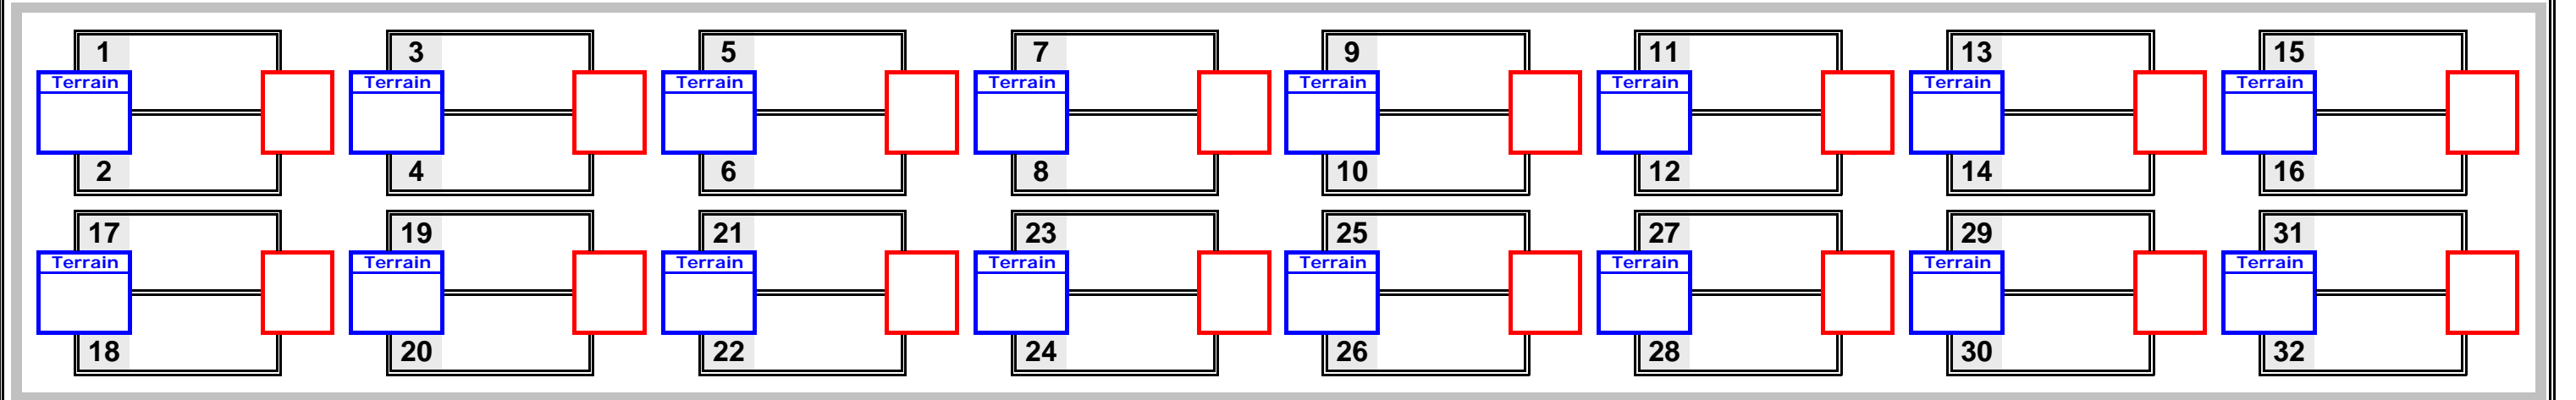 1 3 5 7 9 11 13 15
Terrain Terrain Terrain Terrain Terrain Terrain Terrain Terrain
2 4 6 8 10 12 14 16
17 19 21 23 25 27 29 31
Terrain Terrain Terrain Terrain Terrain Terrain Terrain Terrain
18 20 22 24 26 28 30 32